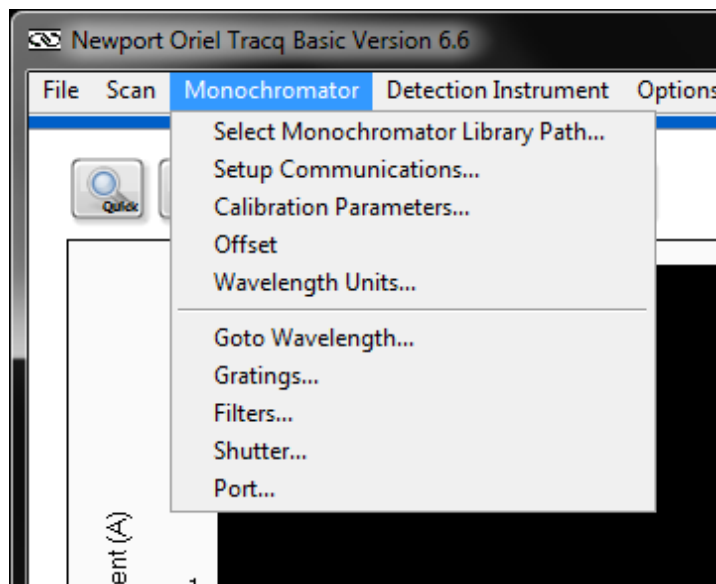 Newport Oriel Tracq Basic Version 6.6
File Scan Monochromator Detection Instrument Options
Select Monochromator Library Path...
Setup Communications...
Calibration Parameters...
Offset
Wavelength Units...
Quick
Goto Wavelength...
Gratings...
Filters...
Shutter...
Port...
ent (A)